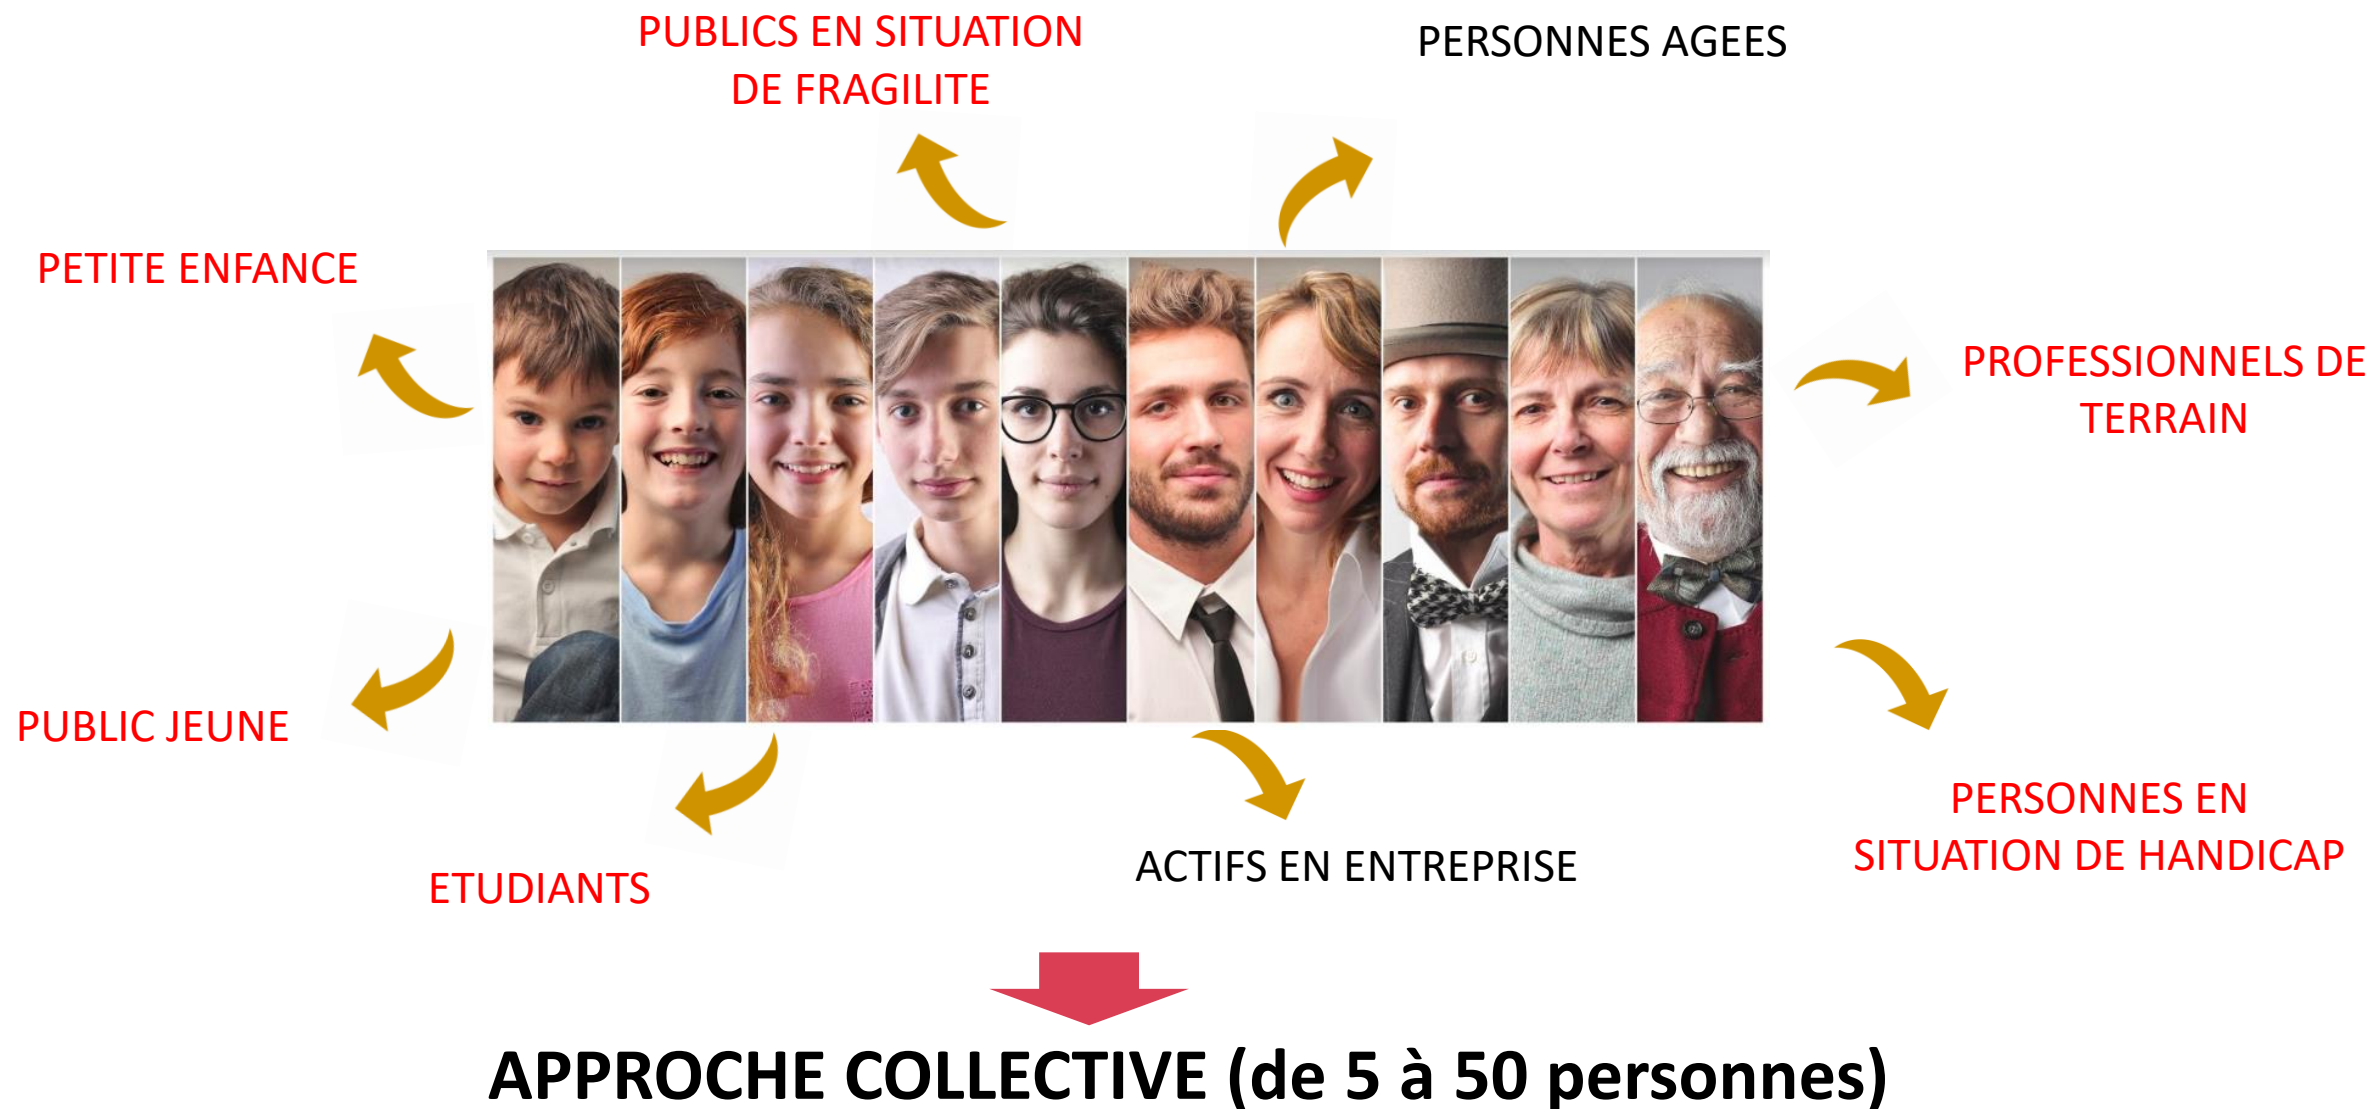 PUBLICS EN SITUATION
DE FRAGILITE
PERSONNES AGEES
PETITE ENFANCE
PROFESSIONNELS DE
TERRAIN
PUBLIC JEUNE
PERSONNES EN
SITUATION DE HANDICAP
ETUDIANTS
ACTIFS EN ENTREPRISE
APPROCHE COLLECTIVE (de 5 à 50 personnes)